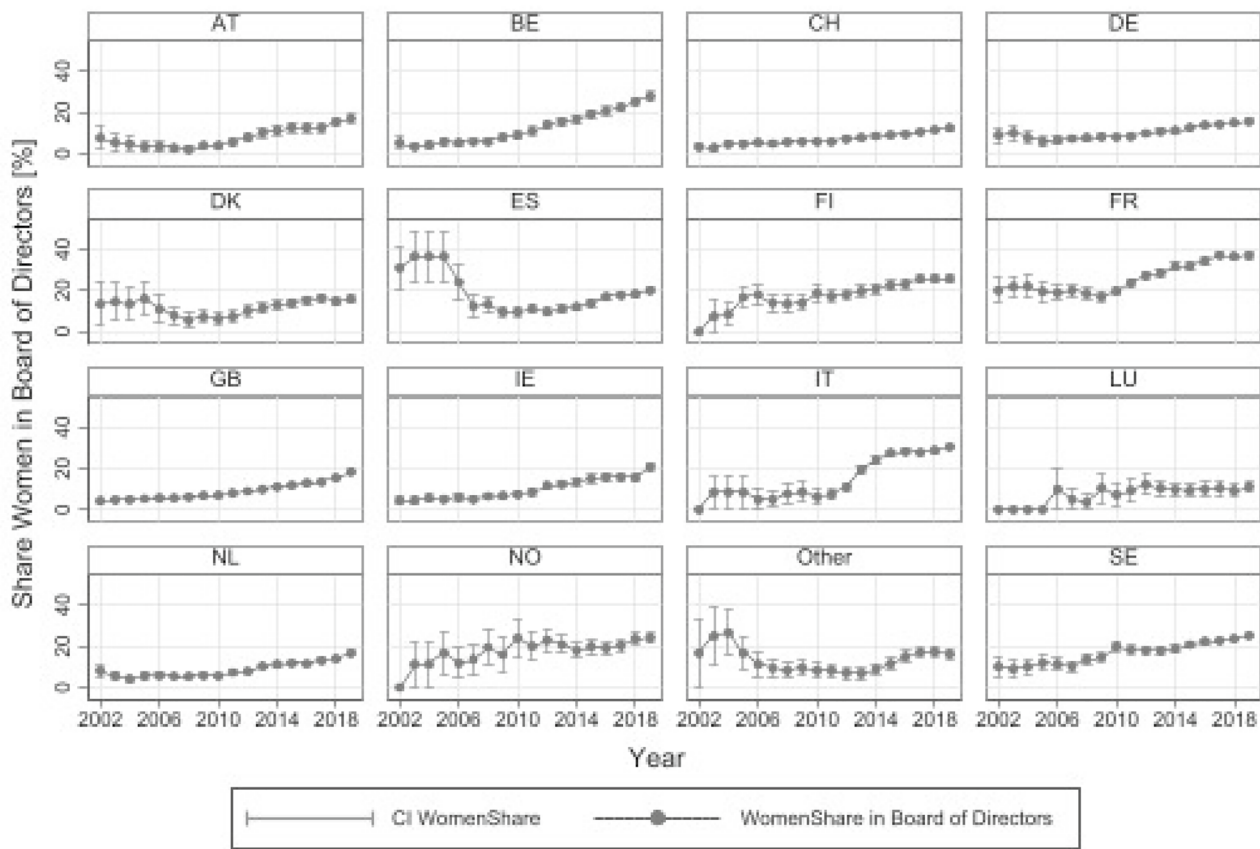 AT BE CH DE
40
20
0
DK ES FI FR
40
20
0
GB IE IT LU
40
20
0
NL NO Other SE
40
20
0
2002 2006 2010 2014 2018 2002 2006 2010 2014 2018 2002 2006 2010 2014 2018 2002 2006 2010 2014 2018
Share Women in Board of Directors [%]
Year
CI WomenShare WomenShare in Board of Directors